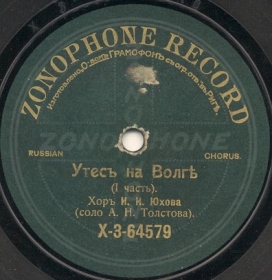 ZONOPHONE RECORD
Изготовлено О-вомъ ГРАМОФОНЪ съ огр. отв. въ Ригѣ.
RUSSIAN CHORUS.
Утесъ на Волгѣ
(I часть).
Хоръ И. И. Юхова
(соло А. Н. Толстова).
X-3-64579